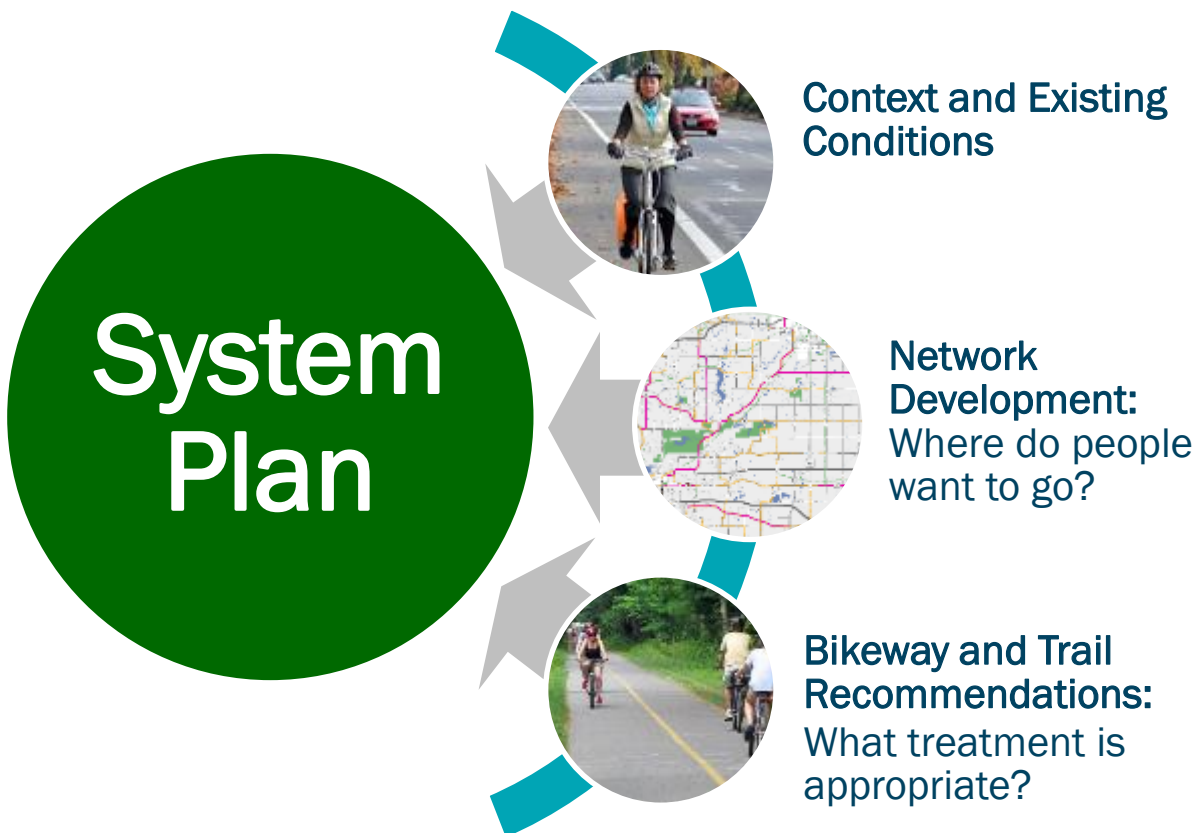 System
Plan
Context and Existing
Conditions
Network
Development:
Where do people
want to go?
Bikeway and Trail
Recommendations:
What treatment is
appropriate?